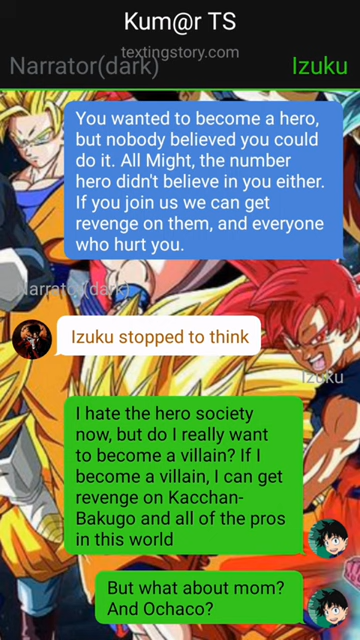 Kum@r TS
textingstory.com
Narrator(dark)
Izuku
You wanted to become a hero,
but nobody believed you could
do it. All Might, the number
hero didn't believe in you either.
If you join us we can get
revenge on them, and everyone
who hurt you.
Narrator(dark)
Izuku stopped to think
Izuku
I hate the hero society
now, but do I really want
to become a villain? If I
become a villain, I can get
revenge on Kacchan-
Bakugo and all of the pros
in this world
But what about mom?
And Ochaco?